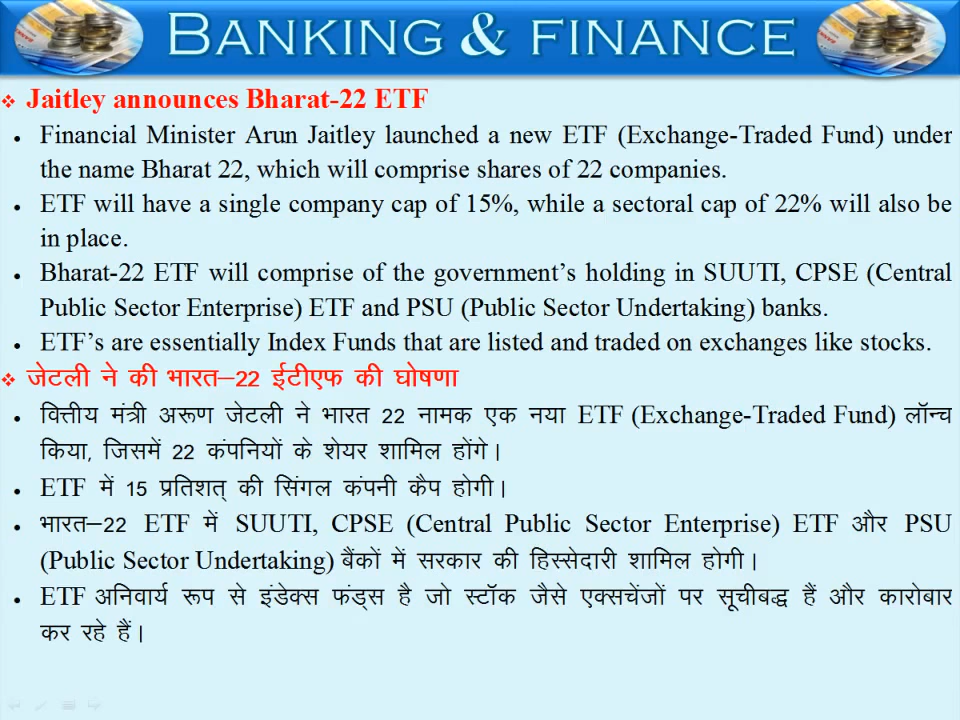 BANKING & FINANCE
❖ Jaitley announces Bharat-22 ETF
• Financial Minister Arun Jaitley launched a new ETF (Exchange-Traded Fund) under
the name Bharat 22, which will comprise shares of 22 companies.
• ETF will have a single company cap of 15%, while a sectoral cap of 22% will also be
in place.
• Bharat-22 ETF will comprise of the government’s holding in SUUTI, CPSE (Central
Public Sector Enterprise) ETF and PSU (Public Sector Undertaking) banks.
• ETF’s are essentially Index Funds that are listed and traded on exchanges like stocks.
❖ जेटली ने की भारत–22 ईटीएफ की घोषणा
• वित्तीय मंत्री अरूण जेटली ने भारत 22 नामक एक नया ETF (Exchange-Traded Fund) लॉन्च
किया, जिसमें 22 कंपनियों के शेयर शामिल होंगे।
• ETF में 15 प्रतिशत् की सिंगल कंपनी कैप होगी।
• भारत–22 ETF में SUUTI, CPSE (Central Public Sector Enterprise) ETF और PSU
(Public Sector Undertaking) बैंकों में सरकार की हिस्सेदारी शामिल होगी।
• ETF अनिवार्य रूप से इंडेक्स फंड्स है जो स्टॉक जैसे एक्सचेंजों पर सूचीबद्ध हैं और कारोबार
कर रहे हैं।